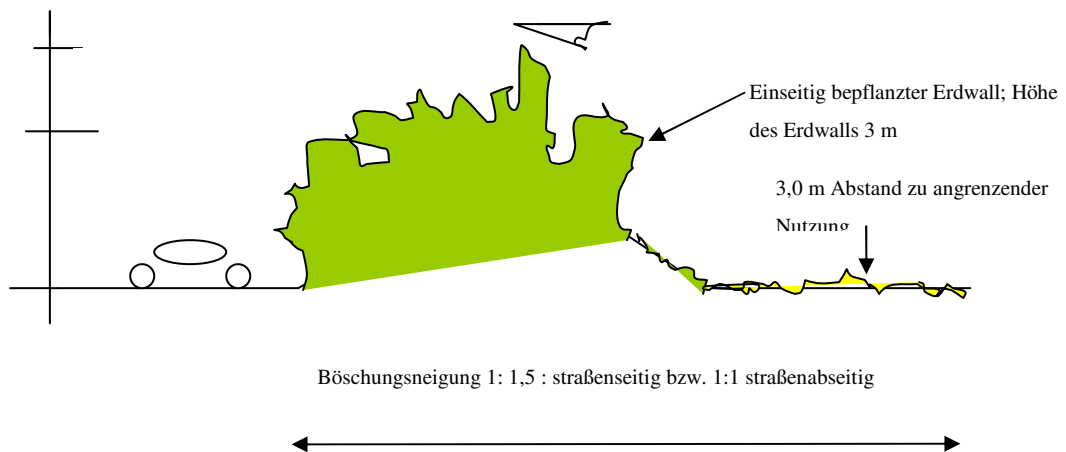 Einseitig bepflanzter Erdwall; Höhe
des Erdwalls 3 m
3,0 m Abstand zu angrenzender
Nutzung
Böschungsneigung 1: 1,5 : straßenseitig bzw. 1:1 straßenabseitig